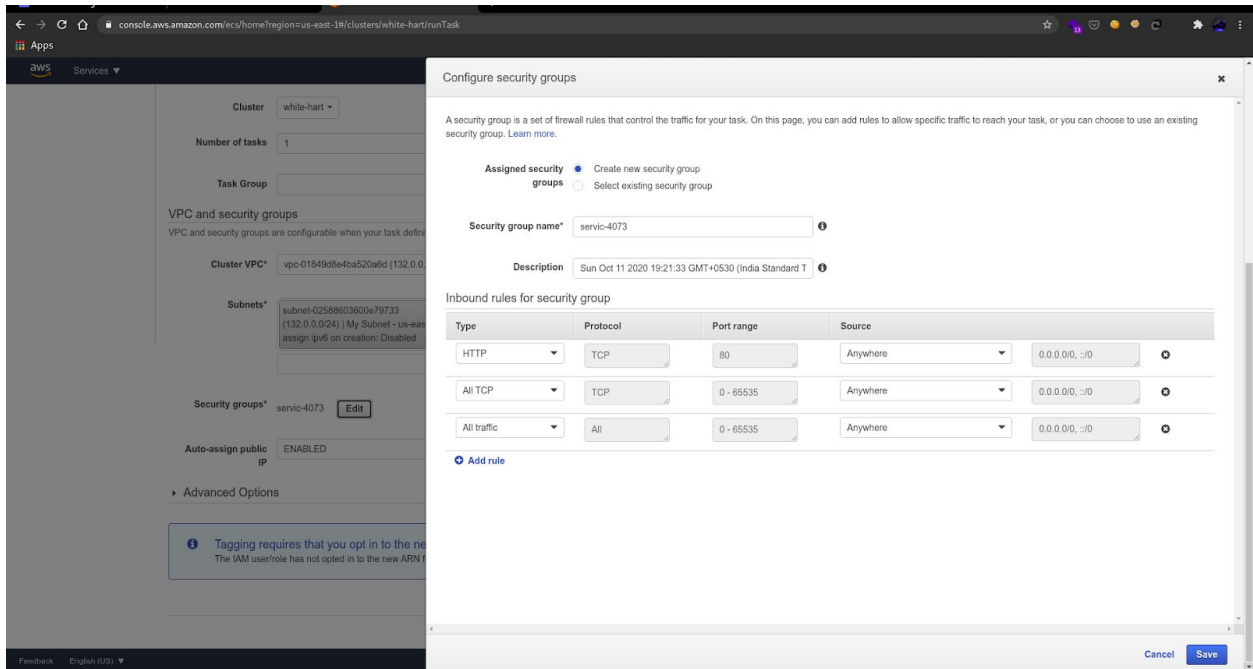 console.aws.amazon.com/ecs/home?region=us-east-1#/clusters/white-hart/runTask
13
Apps
aws Services
Cluster white-hart
Number of tasks 1
Task Group
VPC and security groups
VPC and security groups are configurable when your task defini
Cluster VPC* vpc-01849d8e4ba520a6d (132.0.0.
Subnets*
subnet-02588603600e79733
(132.0.0.0/24) | My Subnet - us-eas
assign ipv6 on creation: Disabled
Security groups* servic-4073 Edit
Auto-assign public IP ENABLED
Advanced Options
Tagging requires that you opt in to the ne
The IAM user/role has not opted in to the new ARN f
Feedback English (US)
Configure security groups
A security group is a set of firewall rules that control the traffic for your task. On this page, you can add rules to allow specific traffic to reach your task, or you can choose to use an existing
security group. Learn more.
Assigned security groups
Create new security group
Select existing security group
Security group name* servic-4073
Description Sun Oct 11 2020 19:21:33 GMT+0530 (India Standard T
Inbound rules for security group
Type Protocol Port range Source
HTTP TCP 80 Anywhere 0.0.0.0/0, ::/0
All TCP TCP 0 - 65535 Anywhere 0.0.0.0/0, ::/0
All traffic All 0 - 65535 Anywhere 0.0.0.0/0, ::/0
Add rule
Cancel Save